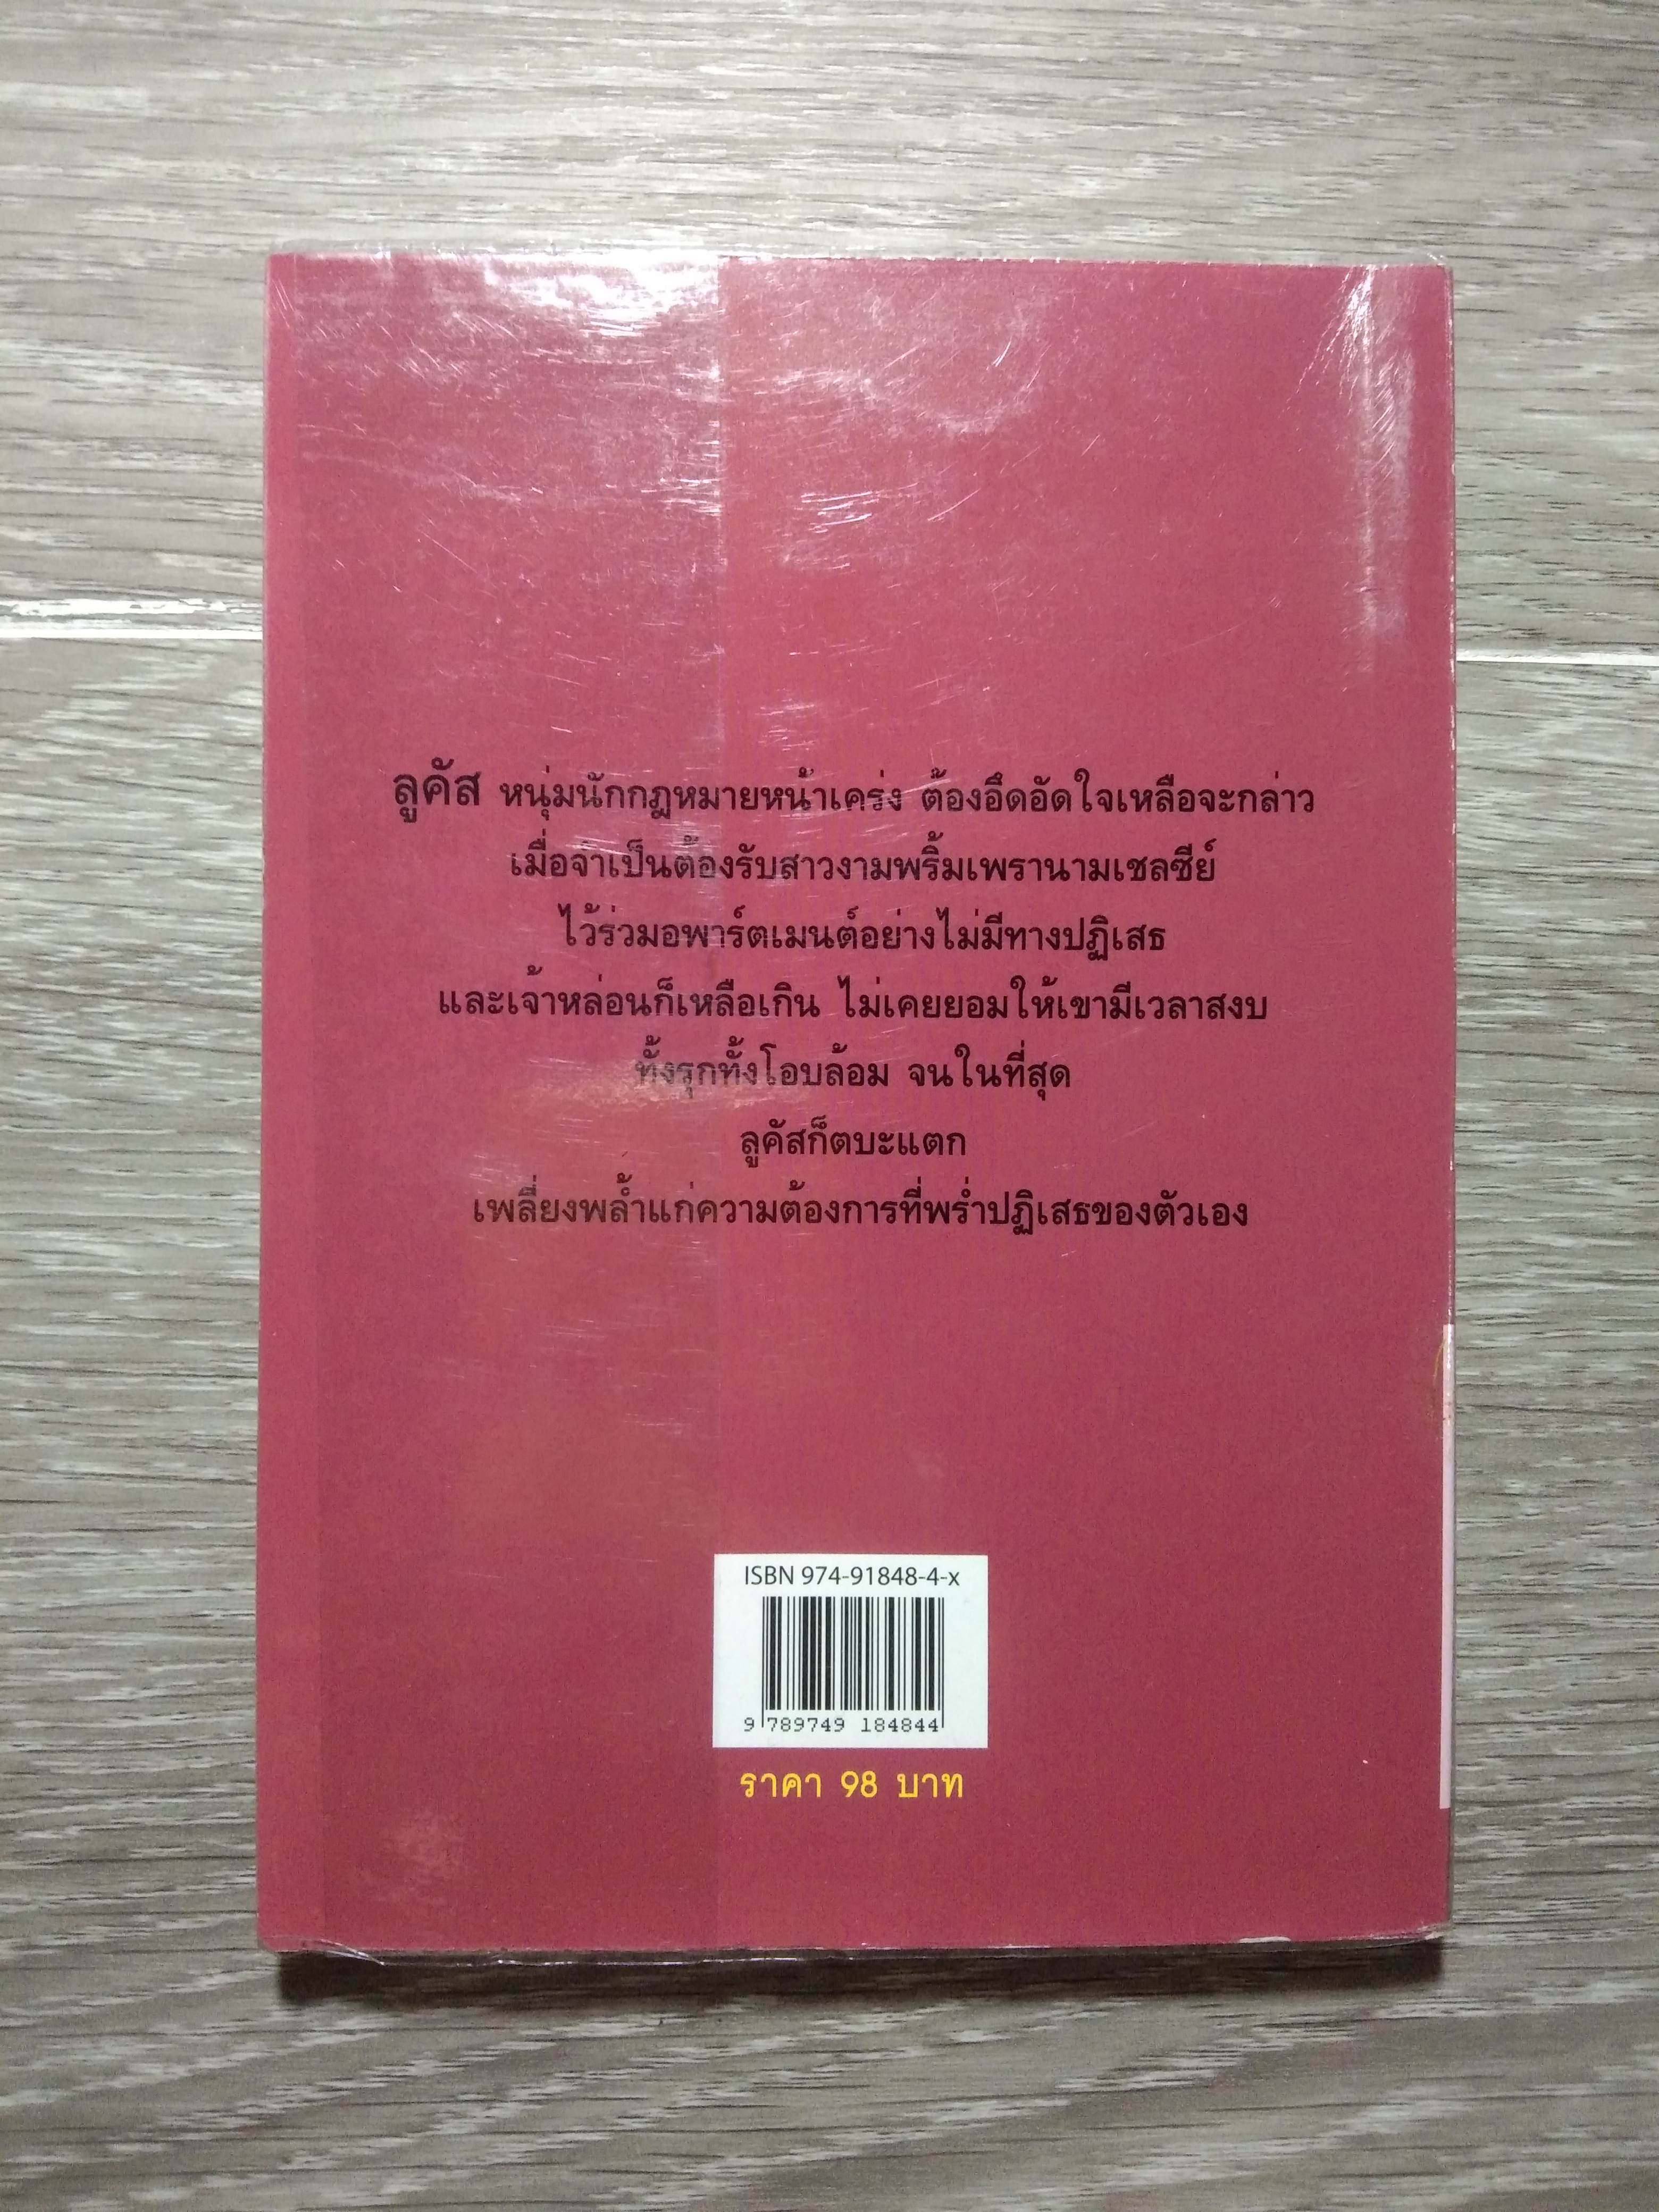 ลูคัส หนุ่มนักกฎหมายหน้าเคร่ง ต้องอึดอัดใจเหลือจะกล่าว
เมื่อจำเป็นต้องรับสาวงามพริ้มเพรานามเชลซีย์
ไว้ร่วมอพาร์ตเมนต์อย่างไม่มีทางปฏิเสธ
และเจ้าหล่อนก็เหลือเกิน ไม่เคยยอมให้เขามีเวลาสงบ
ทั้งรุกทั้งโอบล้อม จนในที่สุด
ลูคัสก็ตบะแตก
เพลี่ยงพล้ำแก่ความต้องการที่พร่ำปฏิเสธของตัวเอง
ISBN 974-91848-4-x
9 789749 184844
ราคา 98 บาท